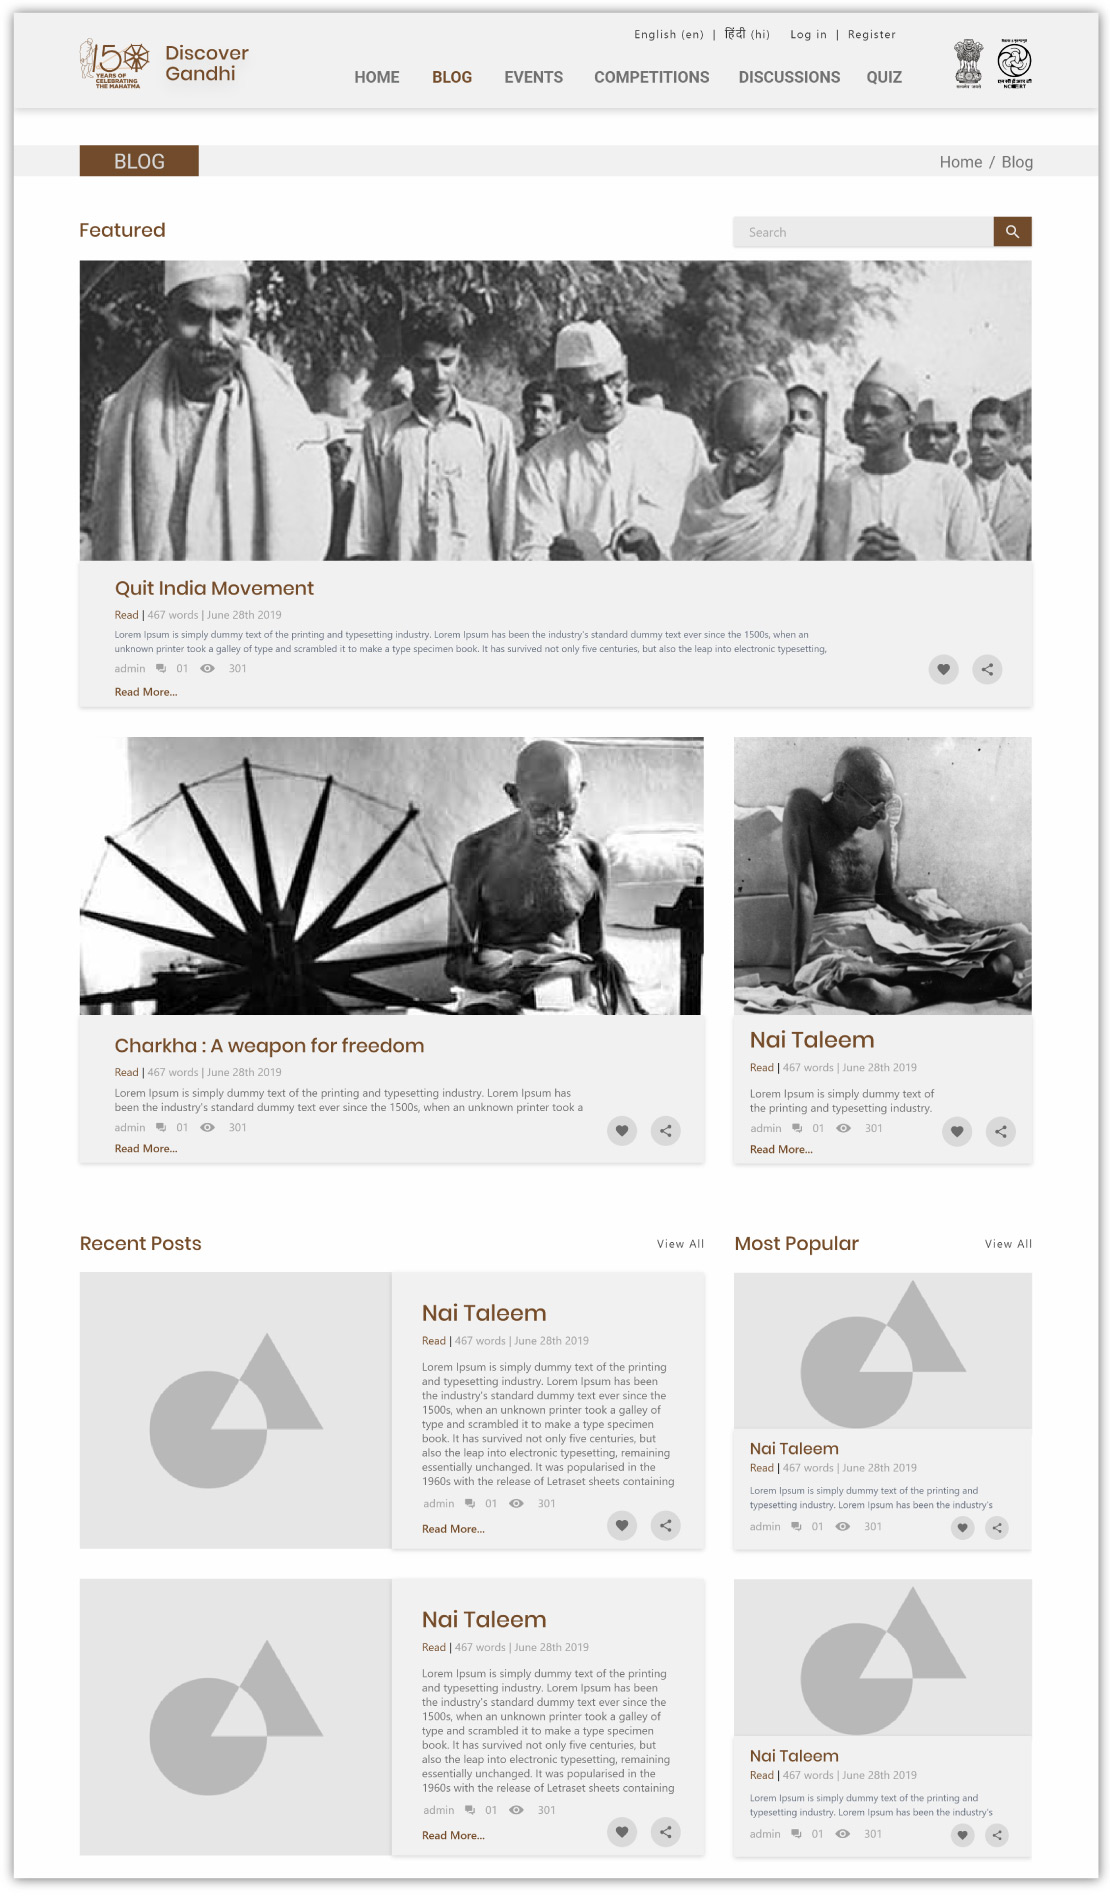 English (en) | हिंदी (hi) Log in | Register
150
YEARS OF
CELEBRATING
THE MAHATMA
Discover
Gandhi
HOME BLOG EVENTS COMPETITIONS DISCUSSIONS QUIZ
सत्यमेव जयते
एन सी ई आर टी
NCERT
BLOG
Home / Blog
Featured
Search
Quit India Movement
Read | 467 words | June 28th 2019
Lorem Ipsum is simply dummy text of the printing and typesetting industry. Lorem Ipsum has been the industry's standard dummy text ever since the 1500s, when an
unknown printer took a galley of type and scrambled it to make a type specimen book. It has survived not only five centuries, but also the leap into electronic typesetting,
admin 01 301
Read More...
Charkha : A weapon for freedom
Read | 467 words | June 28th 2019
Lorem Ipsum is simply dummy text of the printing and typesetting industry. Lorem Ipsum has
been the industry's standard dummy text ever since the 1500s, when an unknown printer took a
admin 01 301
Read More...
Nai Taleem
Read | 467 words | June 28th 2019
Lorem Ipsum is simply dummy text of
the printing and typesetting industry.
admin 01 301
Read More...
Recent Posts
View All
Nai Taleem
Read | 467 words | June 28th 2019
Lorem Ipsum is simply dummy text of the printing
and typesetting industry. Lorem Ipsum has been
the industry's standard dummy text ever since the
1500s, when an unknown printer took a galley of
type and scrambled it to make a type specimen
book. It has survived not only five centuries, but
also the leap into electronic typesetting, remaining
essentially unchanged. It was popularised in the
1960s with the release of Letraset sheets containing
admin 01 301
Read More...
Nai Taleem
Read | 467 words | June 28th 2019
Lorem Ipsum is simply dummy text of the printing
and typesetting industry. Lorem Ipsum has been
the industry's standard dummy text ever since the
1500s, when an unknown printer took a galley of
type and scrambled it to make a type specimen
book. It has survived not only five centuries, but
also the leap into electronic typesetting, remaining
essentially unchanged. It was popularised in the
1960s with the release of Letraset sheets containing
admin 01 301
Read More...
Most Popular
View All
Nai Taleem
Read | 467 words | June 28th 2019
Lorem Ipsum is simply dummy text of the printing and
typesetting industry. Lorem Ipsum has been the industry's
admin 01 301
Nai Taleem
Read | 467 words | June 28th 2019
Lorem Ipsum is simply dummy text of the printing and
typesetting industry. Lorem Ipsum has been the industry's
admin 01 301